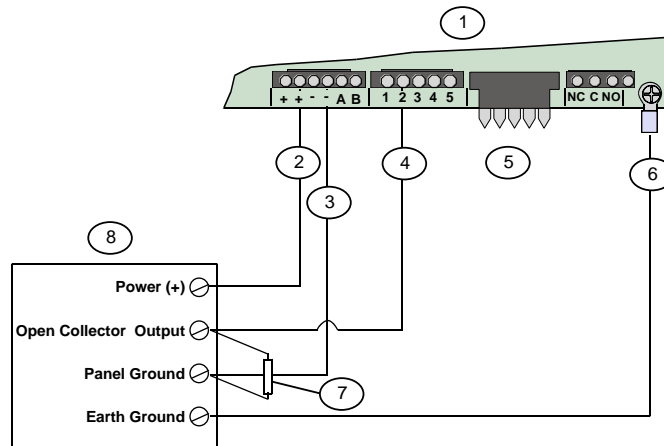 1
+ + - - A B
1 2 3 4 5
NC C NO
2
3
4
5
6
8
Power (+)
Open Collector Output
Panel Ground
7
Earth Ground